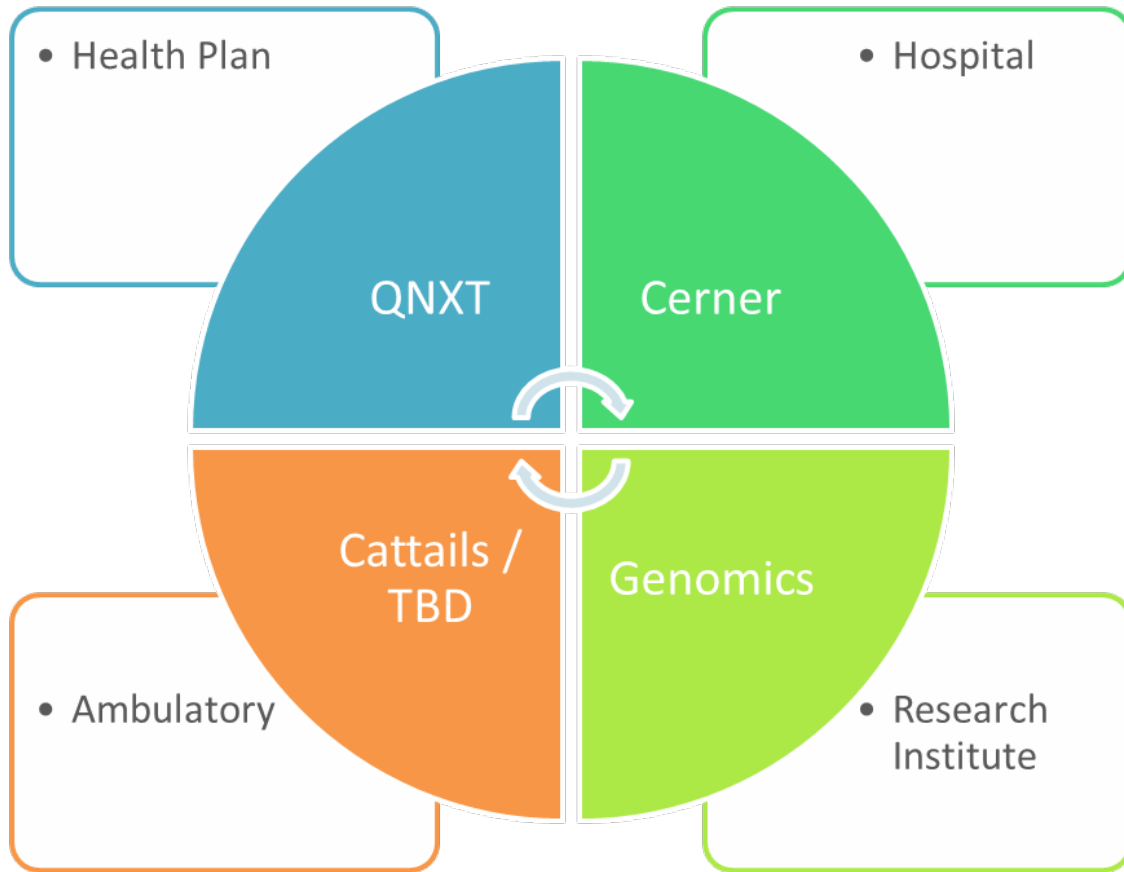 • Health Plan
• Hospital
QNXT
Cerner
Cattails /
TBD
Genomics
• Ambulatory
• Research
Institute